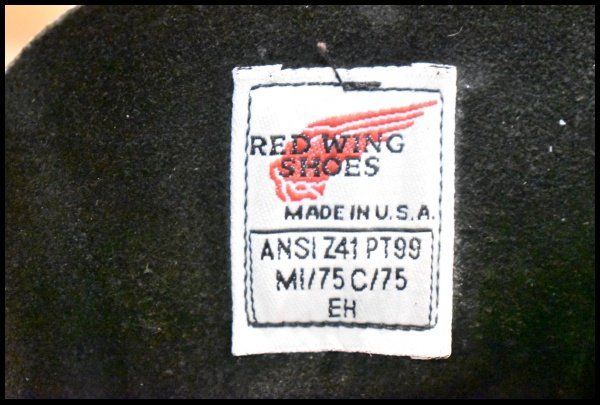 RED WING
SHOES
MADE IN U.S.A.
ANSI Z41 PT99
MI/75 C/75
EH